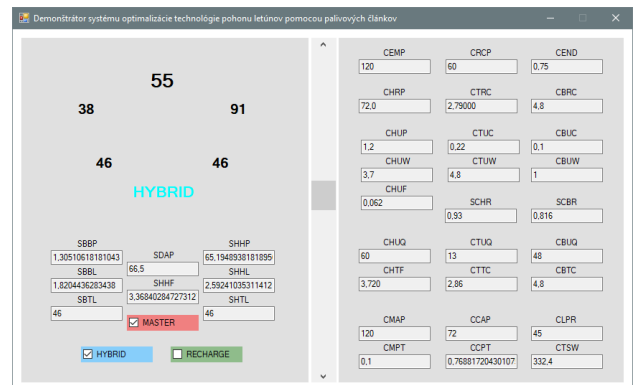 Demonštrátor systému optimalizácie technológie pohonu letúnov pomocou palivových článkov
55
38 91
46 46
HYBRID
SBBP SHHP
1,30510618181043 SDAP 65,1948938181895
SBBL 66,5 SHHL
1,8204436283438 SHHF 2,59241035311412
SBTL 3,36840284727312 SHTL
46 MASTER 46
HYBRID RECHARGE
CEMP CRCP CEND
120 60 0,75
CHRP CTRC CBRC
72,0 2,79000 4,8
CHUP CTUC CBUC
1,2 0,22 0,1
CHUW CTUW CBUW
3,7 4,8 1
CHUF SCHR SCBR
0,062 0,93 0,816
CHUQ CTUQ CBUQ
60 13 48
CHTF CTTC CBTC
3,720 2,86 4,8
CMAP CCAP CLPR
120 72 45
CMPT CCPT CTSW
0,1 0,76881720430107 332,4